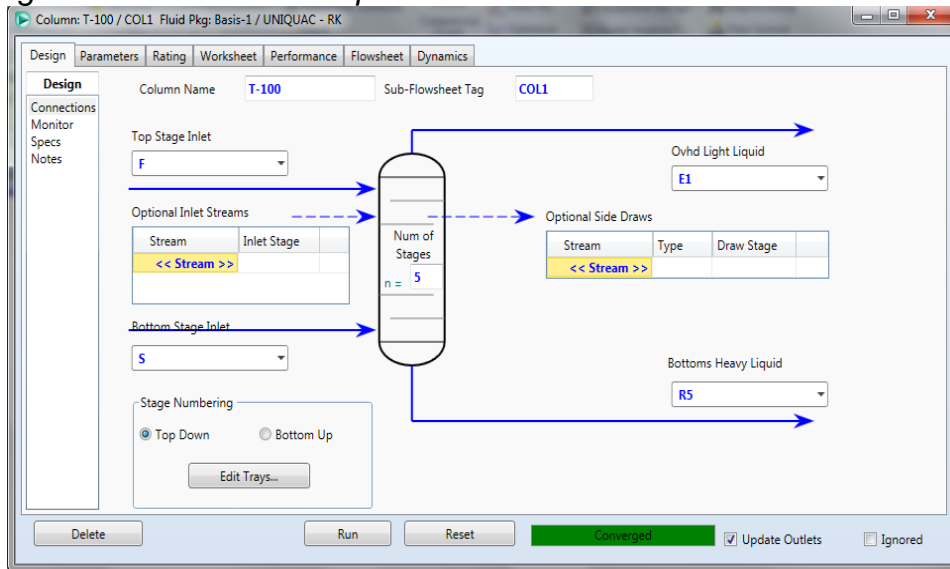 Column: T-100 / COL1 Fluid Pkg: Basis-1 / UNIQUAC - RK
Design Parameters Rating Worksheet Performance Flowsheet Dynamics
Design
Connections
Monitor
Specs
Notes
Column Name T-100 Sub-Flowsheet Tag COL1
Top Stage Inlet
F
Ovhd Light Liquid
E1
Optional Inlet Streams
Stream Inlet Stage
<< Stream >>
Num of
Stages
n = 5
Optional Side Draws
Stream Type Draw Stage
<< Stream >>
Bottom Stage Inlet
S
Bottoms Heavy Liquid
R5
Stage Numbering
Top Down Bottom Up
Edit Trays...
Delete Run Reset Converged Update Outlets Ignored